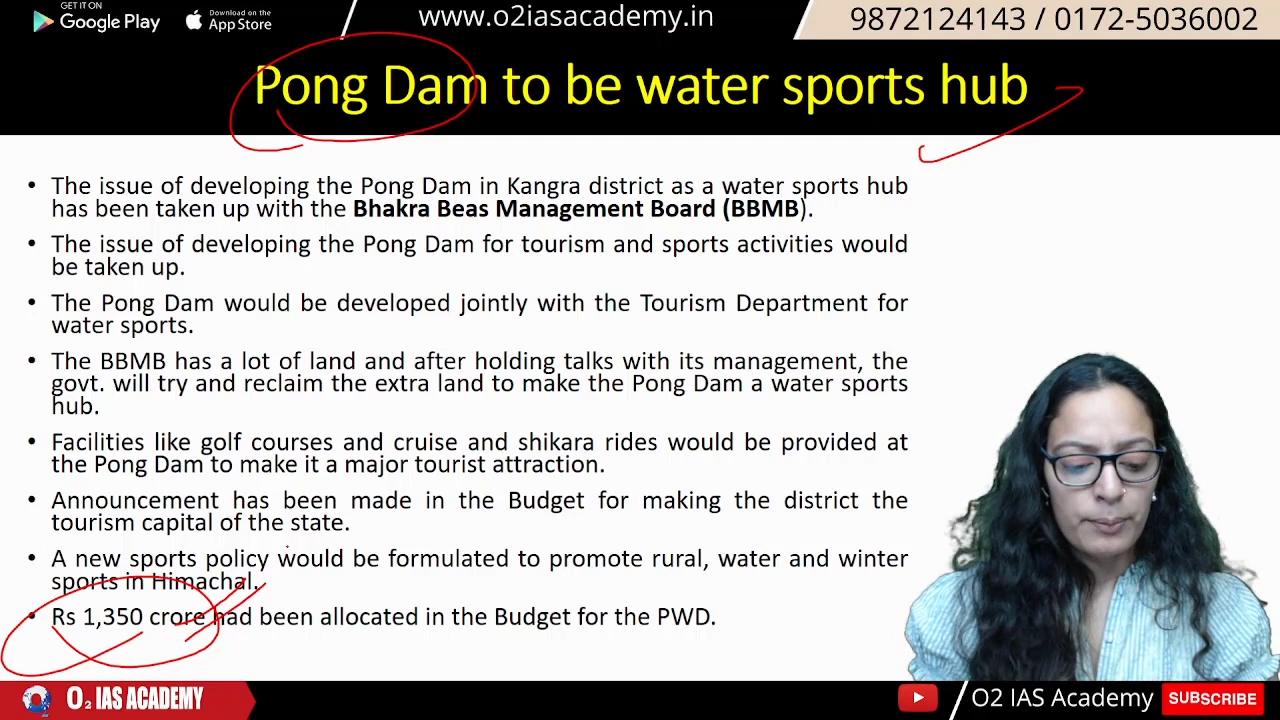 GET IT ON
Google Play
Download on the
App Store
www.o2iasacademy.in
9872124143 / 0172-5036002
Pong Dam to be water sports hub
• The issue of developing the Pong Dam in Kangra district as a water sports hub
has been taken up with the Bhakra Beas Management Board (BBMB).
• The issue of developing the Pong Dam for tourism and sports activities would
be taken up.
• The Pong Dam would be developed jointly with the Tourism Department for
water sports.
• The BBMB has a lot of land and after holding talks with its management, the
govt. will try and reclaim the extra land to make the Pong Dam a water sports
hub.
• Facilities like golf courses and cruise and shikara rides would be provided at
the Pong Dam to make it a major tourist attraction.
• Announcement has been made in the Budget for making the district the
tourism capital of the state.
• A new sports policy would be formulated to promote rural, water and winter
sports in Himachal.
• Rs 1,350 crore had been allocated in the Budget for the PWD.
O2 IAS ACADEMY
O2 IAS Academy
SUBSCRIBE